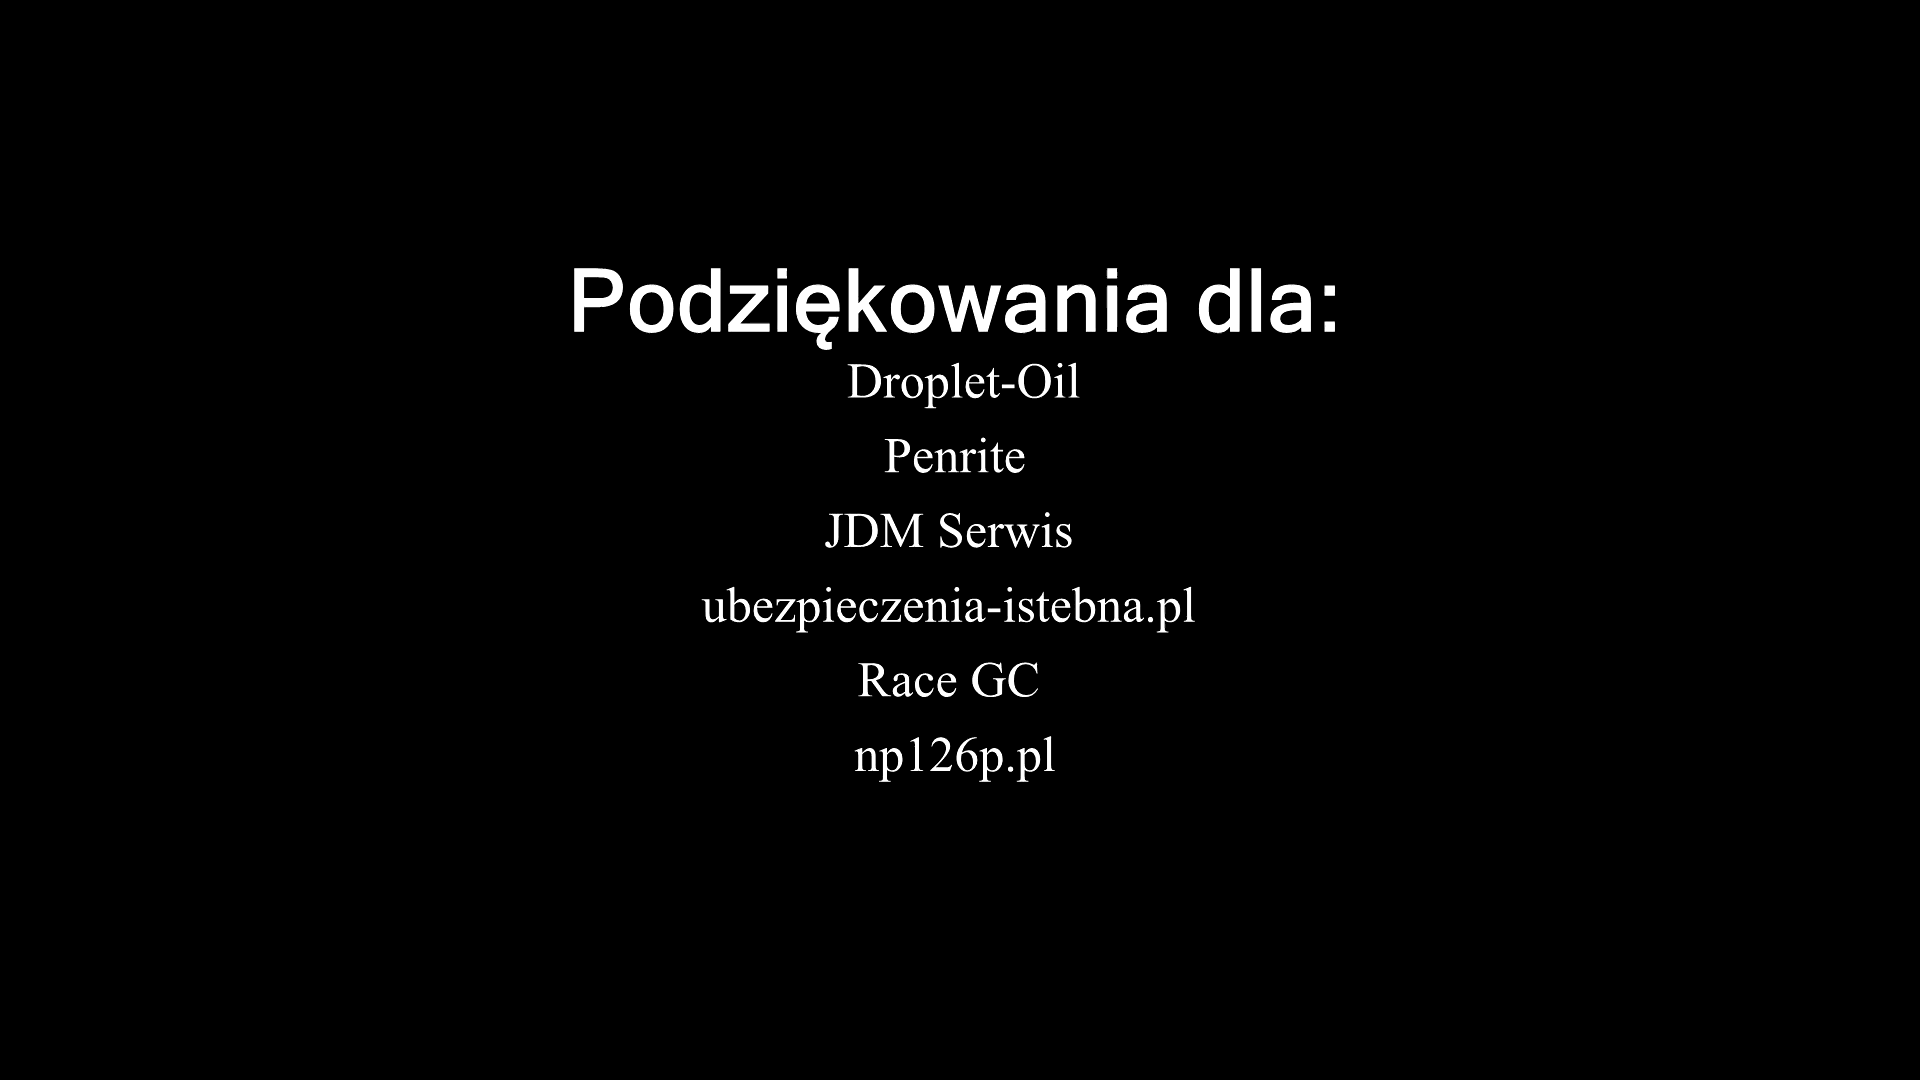 Podziękowania dla:
Droplet-Oil
Penrite
JDM Serwis
ubezpieczenia-istebna.pl
Race GC
np126p.pl